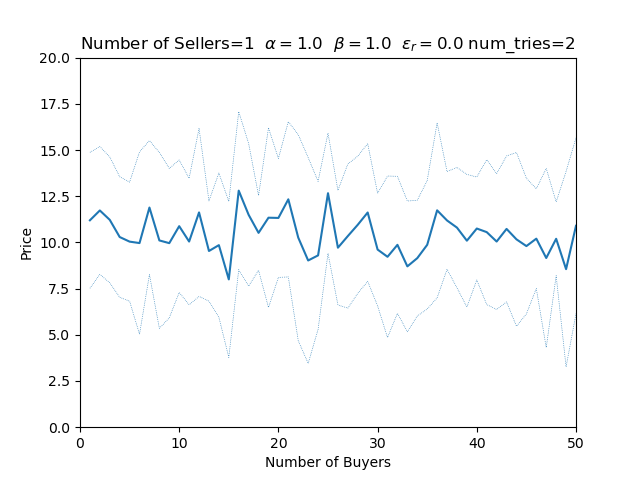 Number of Sellers=1 α = 1.0 β = 1.0 εr = 0.0 num_tries=2
20.0
17.5
15.0
12.5
10.0
7.5
5.0
2.5
0.0
Price
0 10 20 30 40 50
Number of Buyers